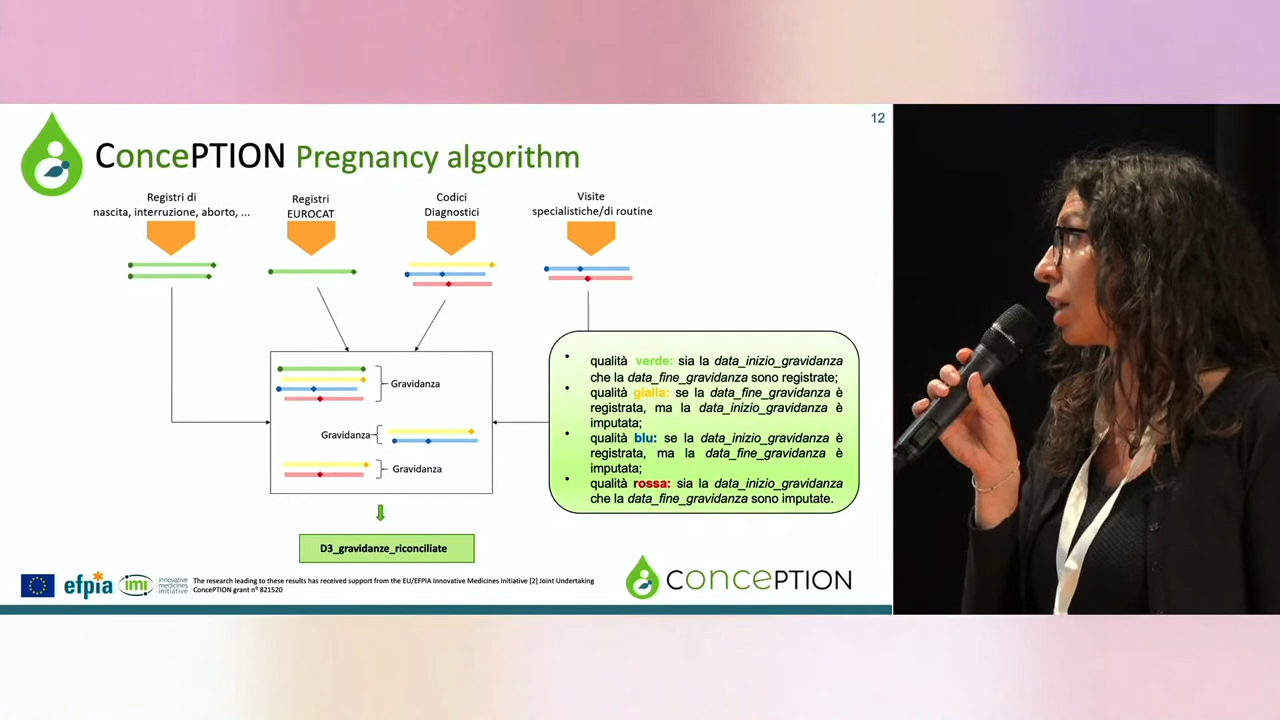 12
ConcePTION Pregnancy algorithm
Registri di
nascita, interruzione, aborto, ...
Registri
EUROCAT
Codici
Diagnostici
Visite
specialistiche/di routine
Gravidanza
Gravidanza
Gravidanza
• qualità verde: sia la data_inizio_gravidanza
che la data_fine_gravidanza sono registrate;
• qualità gialla: se la data_fine_gravidanza è
registrata, ma la data_inizio_gravidanza è
imputata;
• qualità blu: se la data_inizio_gravidanza è
registrata, ma la data_fine_gravidanza è
imputata;
• qualità rossa: sia la data_inizio_gravidanza
che la data_fine_gravidanza sono imputate.
D3_gravidanze_riconciliate
efpia
imi
innovative
medicines
initiative
The research leading to these results has received support from the EU/EFPIA Innovative Medicines Initiative [2] Joint Undertaking
ConcePTION grant nº 821520
ConcePTION